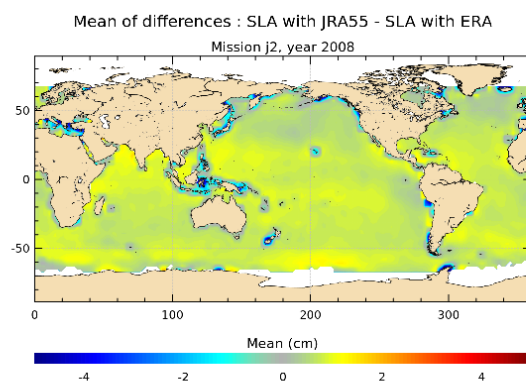 Mean of differences : SLA with JRA55 - SLA with ERA
Mission j2, year 2008
50
0
-50
0 100 200 300
Mean (cm)
-4 -2 0 2 4